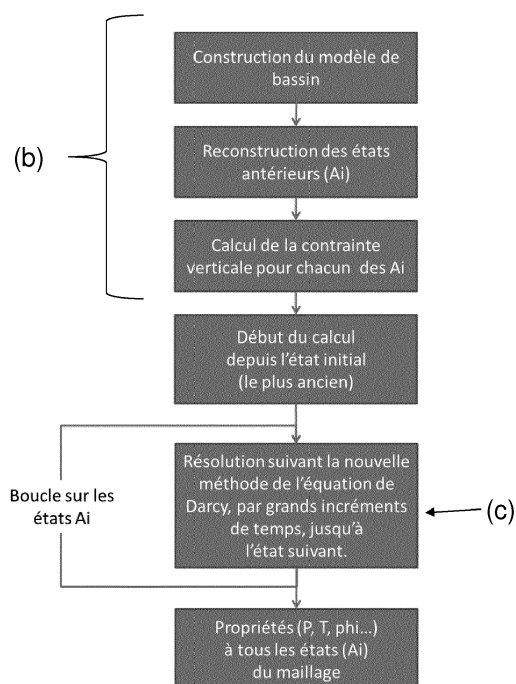 Construction du modèle de
bassin
(b)
Reconstruction des états
antérieurs (Ai)
Calcul de la contrainte
verticale pour chacun des Ai
Début du calcul
depuis l'état initial
(le plus ancien)
Boucle sur les
états Ai
Résolution suivant la nouvelle
méthode de l'équation de
Darcy, par grands incréments
de temps, jusqu'à
l'état suivant.
(c)
Propriétés (P, T, phi...)
à tous les états (Ai)
du maillage